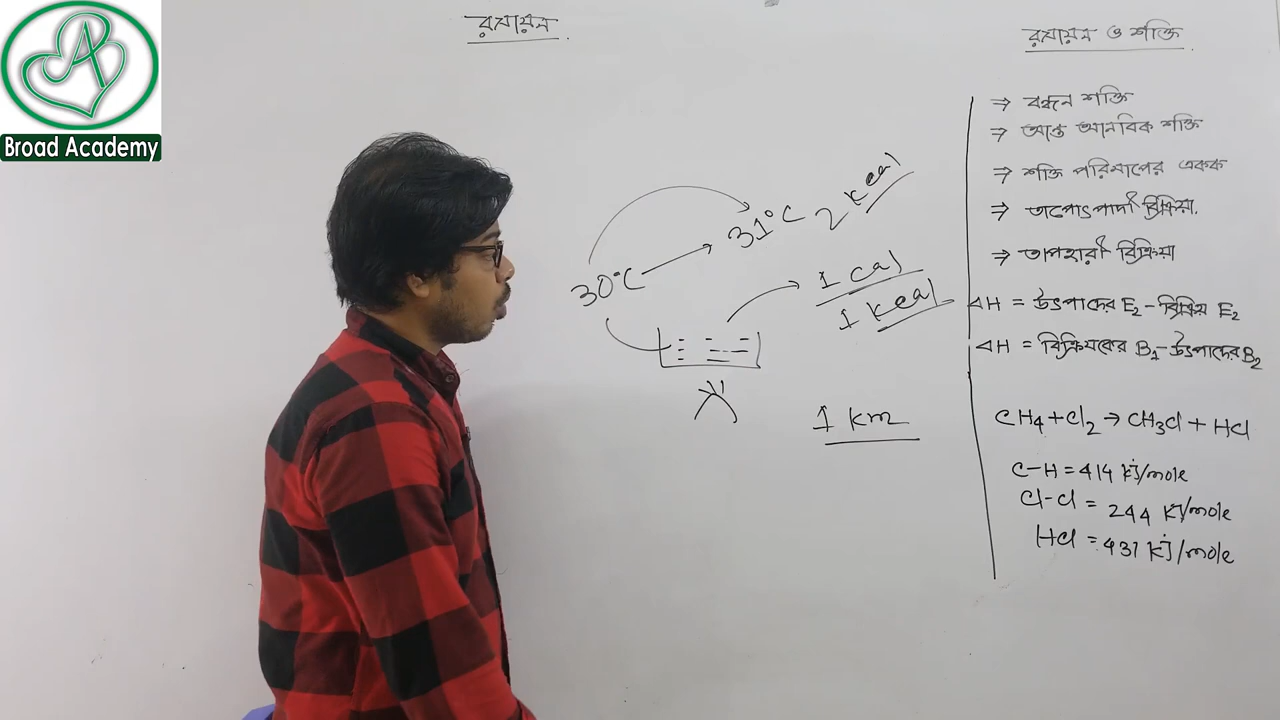 Broad Academy
রসায়ন
30°C
31°C
2 kcal
1 cal
1 kcal
1 km
রসায়ন ও শক্তি
⇒ বন্ধন শক্তি
⇒ আন্ত আনবিক শক্তি
⇒ শক্তি পরিমাপের একক
⇒ তাপোৎপাদী বিক্রিয়া.
⇒ তাপহারী বিক্রিয়া
ΔH = উৎপাদের E₂ - বিক্রিয় E₂
ΔH = বিক্রিয়কের B₁ - উৎপাদের B₂
CH₄ + Cl₂ → CH₃Cl + HCl
C-H = 414 kJ/mole
Cl-Cl = 244 kJ/mole
HCl = 431 kJ/mole